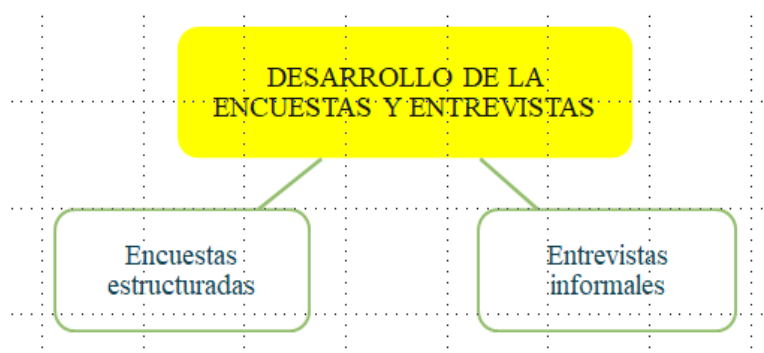 DESARROLLO DE LA
ENCUESTAS Y ENTREVISTAS
Encuestas
estructuradas
Entrevistas
informales